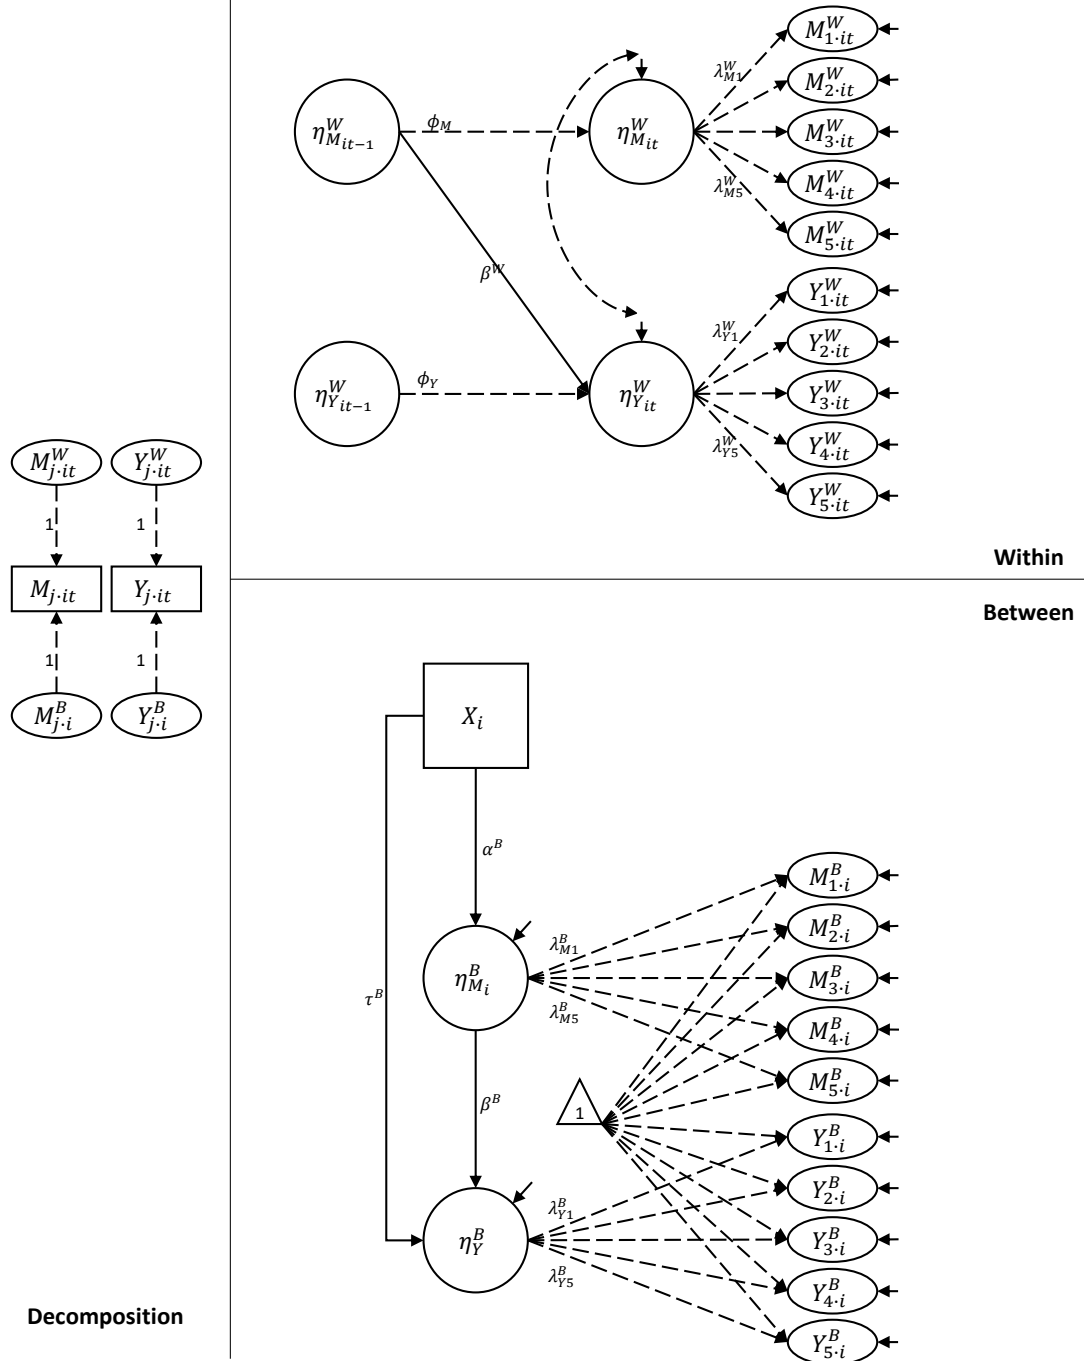 M^W_{1·it}
λ^W_{M1}
M^W_{2·it}
ϕ_M
η^W_{M_{it−1}}
η^W_{M_{it}}
M^W_{3·it}
M^W_{4·it}
λ^W_{M5}
M^W_{5·it}
β^W
Y^W_{1·it}
λ^W_{Y1}
Y^W_{2·it}
ϕ_Y
η^W_{Y_{it−1}}
η^W_{Y_{it}}
Y^W_{3·it}
Y^W_{4·it}
λ^W_{Y5}
Y^W_{5·it}
Within
M^W_{j·it} Y^W_{j·it}
1 1
M_{j·it} Y_{j·it}
1 1
M^B_{j·i} Y^B_{j·i}
Decomposition
Between
X_i
α^B
M^B_{1·i}
λ^B_{M1}
M^B_{2·i}
η^B_{M_i}
M^B_{3·i}
τ^B
λ^B_{M5}
M^B_{4·i}
M^B_{5·i}
β^B
1
Y^B_{1·i}
Y^B_{2·i}
λ^B_{Y1}
η^B_Y
Y^B_{3·i}
λ^B_{Y5}
Y^B_{4·i}
Y^B_{5·i}